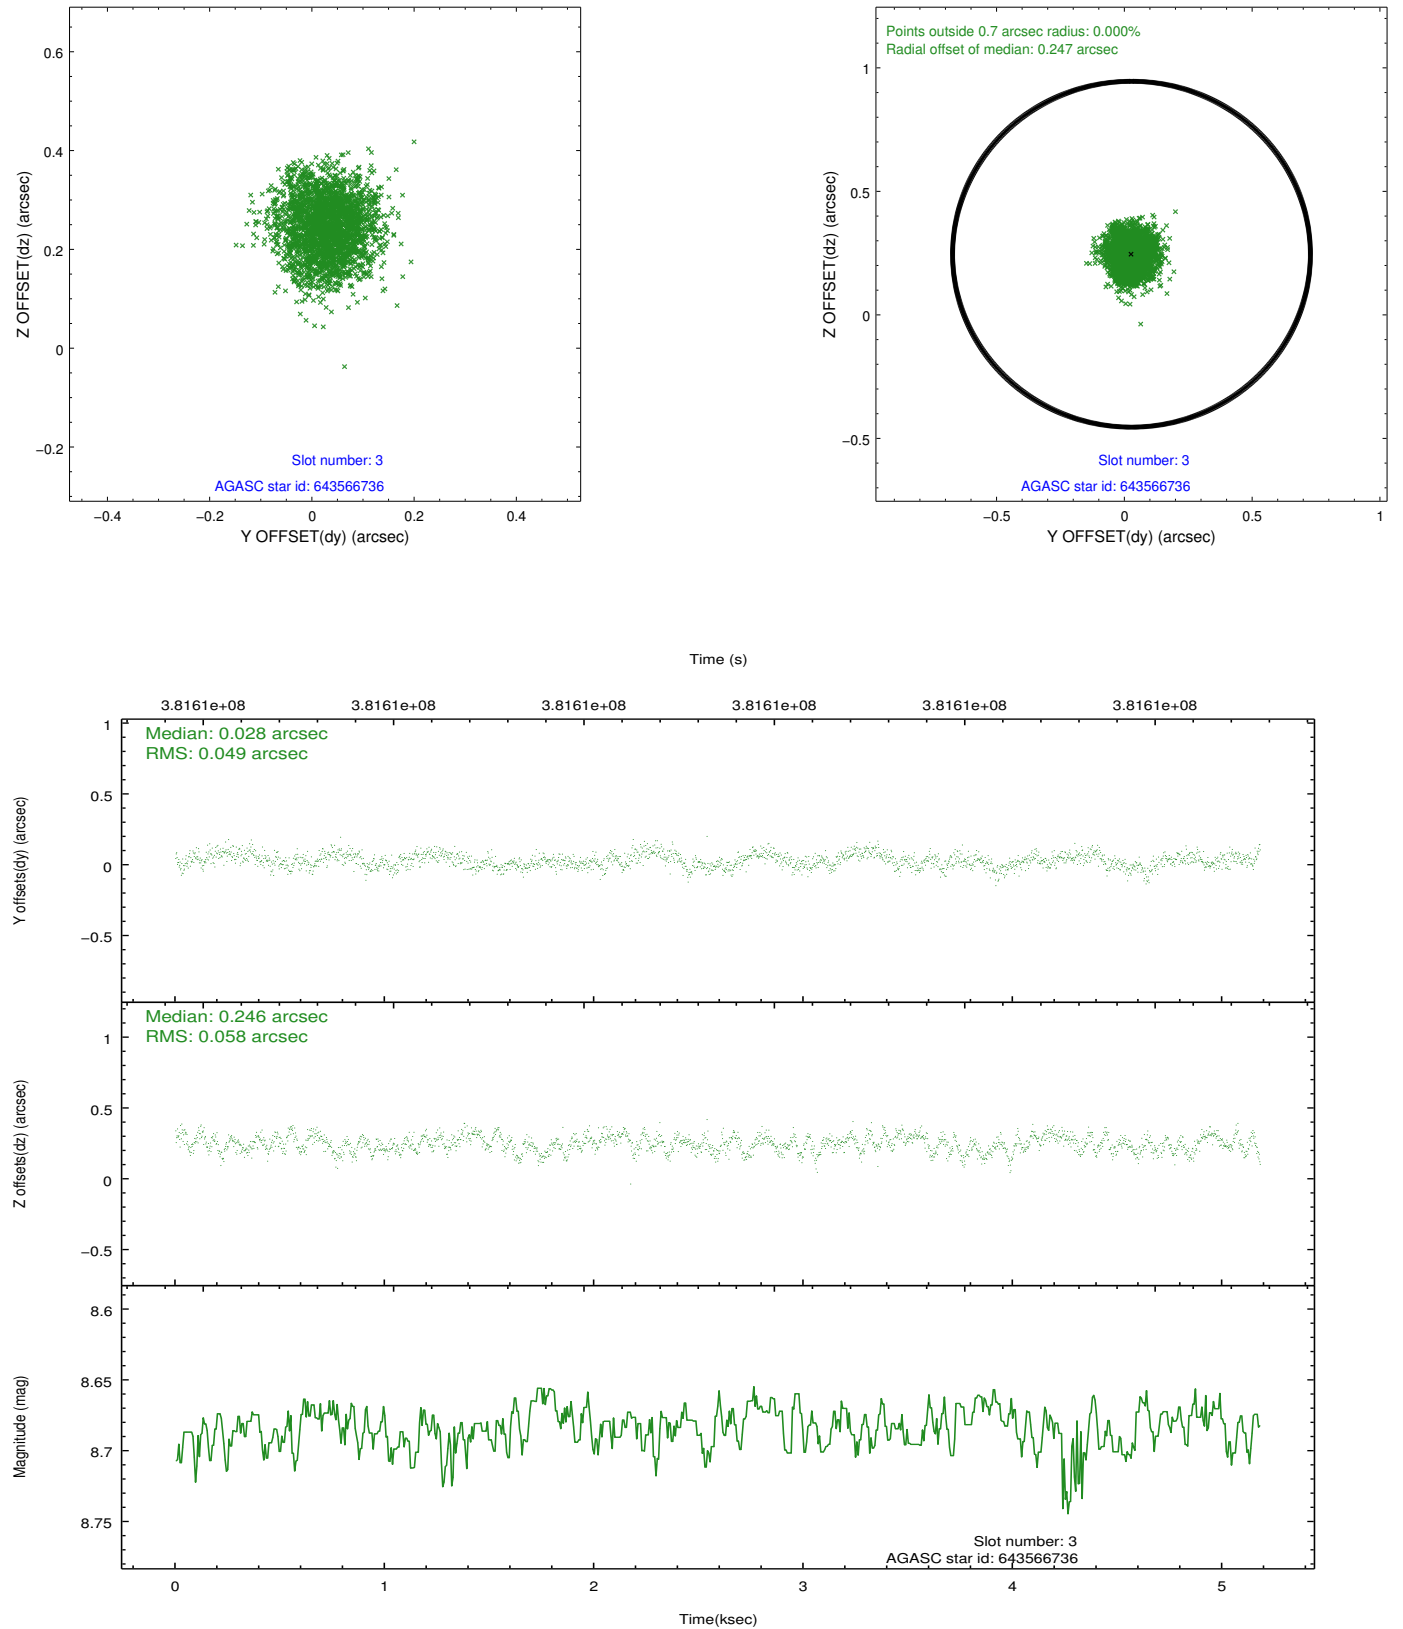 0.6
0.4
0.2
0
−0.2
Z OFFSET(dz) (arcsec)
Slot number: 3
AGASC star id: 643566736
−0.4 −0.2 0 0.2 0.4
Y OFFSET(dy) (arcsec)
Points outside 0.7 arcsec radius: 0.000%
Radial offset of median: 0.247 arcsec
1
0.5
0
−0.5
Z OFFSET(dz) (arcsec)
Slot number: 3
AGASC star id: 643566736
−0.5 0 0.5 1
Y OFFSET(dy) (arcsec)
Time (s)
3.8161e+08 3.8161e+08 3.8161e+08 3.8161e+08 3.8161e+08 3.8161e+08
Median: 0.028 arcsec
RMS: 0.049 arcsec
1
0.5
0
−0.5
Y offsets(dy) (arcsec)
Median: 0.246 arcsec
RMS: 0.058 arcsec
1
0.5
0
−0.5
Z offsets(dz) (arcsec)
8.6
8.65
8.7
8.75
Magnitude (mag)
Slot number: 3
AGASC star id: 643566736
0 1 2 3 4 5
Time(ksec)